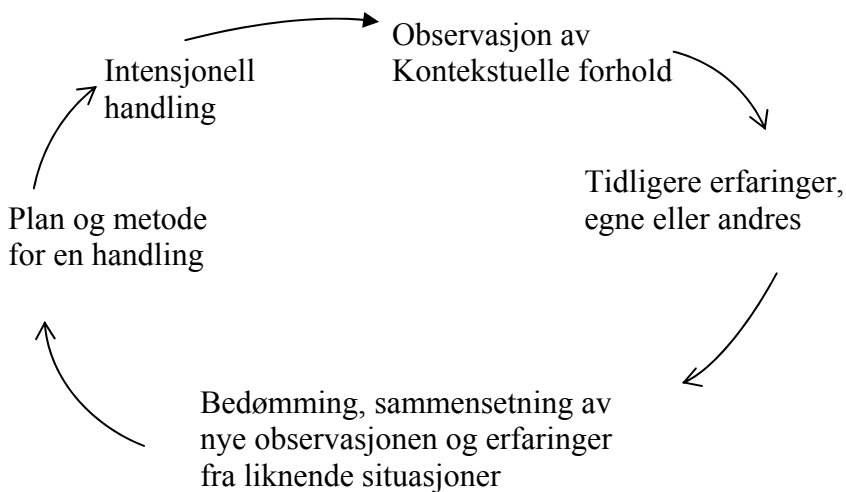 Intensjonell
handling
Observasjon av
Kontekstuelle forhold
Tidligere erfaringer,
egne eller andres
Bedømming, sammensetning av
nye observasjonen og erfaringer
fra liknende situasjoner
Plan og metode
for en handling